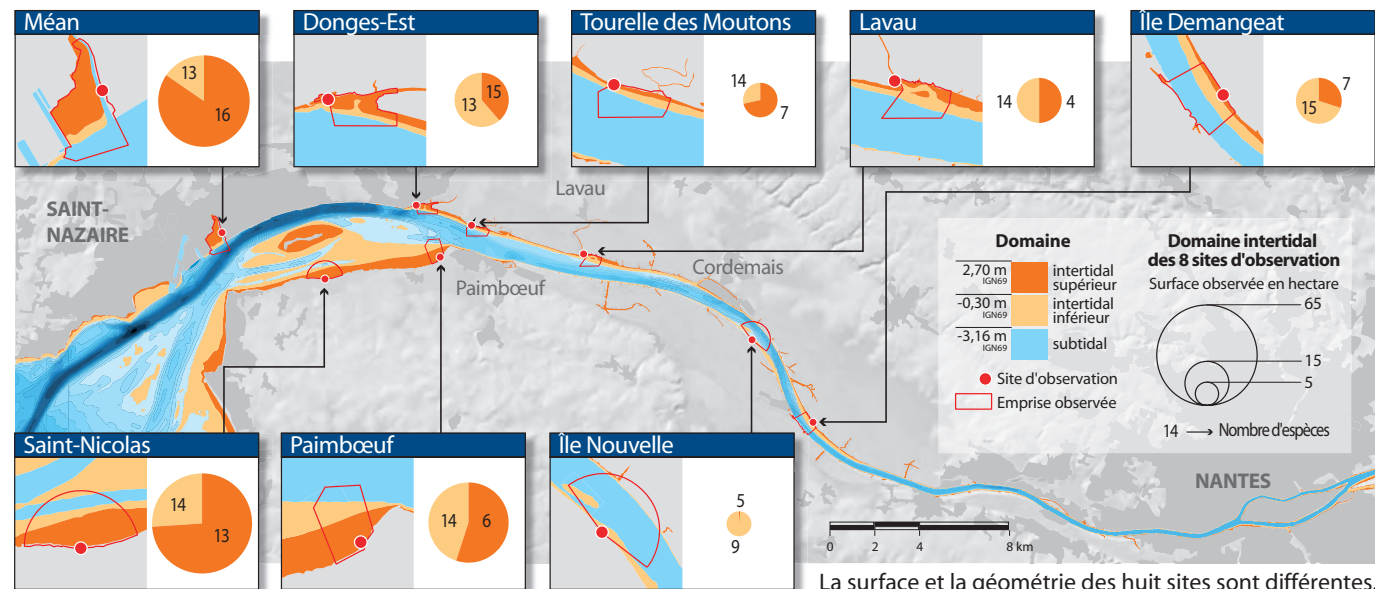 Méan
13
16
Donges-Est
15
13
Tourelle des Moutons
14
7
Lavau
14
4
Île Demangeat
7
15
SAINT-
NAZAIRE
Lavau
Cordemais
Paimbœuf
NANTES
Domaine
2,70 m
IGN69
intertidal
supérieur
-0,30 m
IGN69
intertidal
inférieur
-3,16 m
IGN69
subtidal
Site d'observation
Emprise observée
Domaine intertidal
des 8 sites d'observation
Surface observée en hectare
65
15
5
14 → Nombre d'espèces
Saint-Nicolas
14
13
Paimbœuf
14
6
Île Nouvelle
5
9
0 2 4 8 km
La surface et la géométrie des huit sites sont différentes.